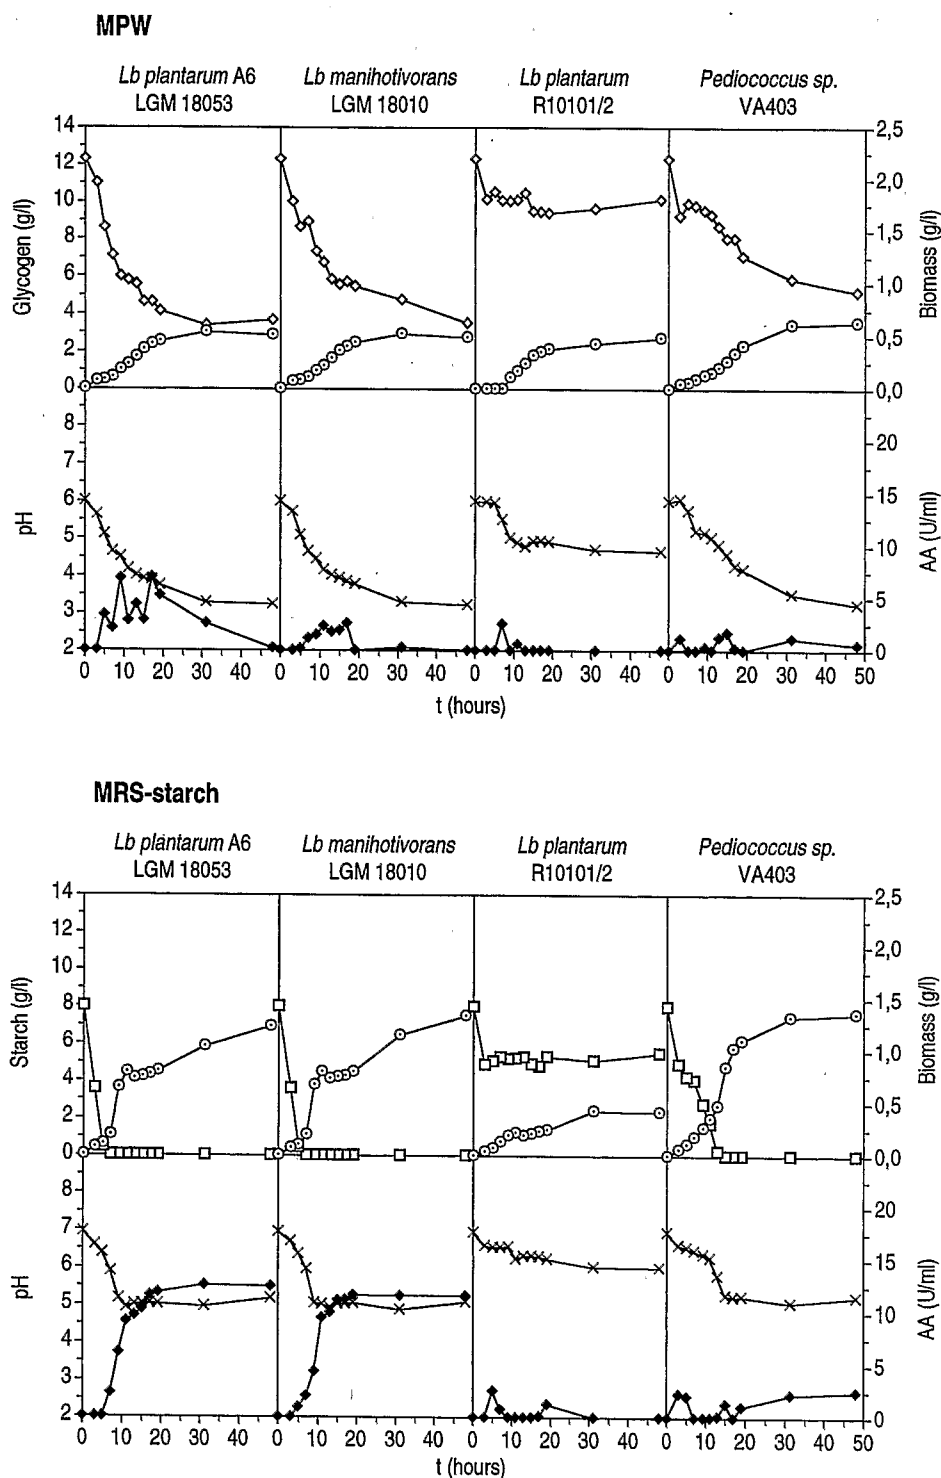 MPW
Lb plantarum A6 Lb manihotivorans Lb plantarum Pediococcus sp.
LGM 18053 LGM 18010 R10101/2 VA403
14 2,5
12 2,0
10
8 1,5
6 1,0
4
2 0,5
0 0,0
Glycogen (g/l)
Biomass (g/l)
8
7 20
6 15
5 10
4
3 5
2 0
pH
AA (U/ml)
0 10 20 30 40 0 10 20 30 40 0 10 20 30 40 0 10 20 30 40 50
t (hours)
MRS-starch
Lb plantarum A6 Lb manihotivorans Lb plantarum Pediococcus sp.
LGM 18053 LGM 18010 R10101/2 VA403
14 2,5
12 2,0
10
8 1,5
6 1,0
4
2 0,5
0 0,0
Starch (g/l)
Biomass (g/l)
8
7 20
6 15
5 10
4
3 5
2 0
pH
AA (U/ml)
0 10 20 30 40 0 10 20 30 40 0 10 20 30 40 0 10 20 30 40 50
t (hours)